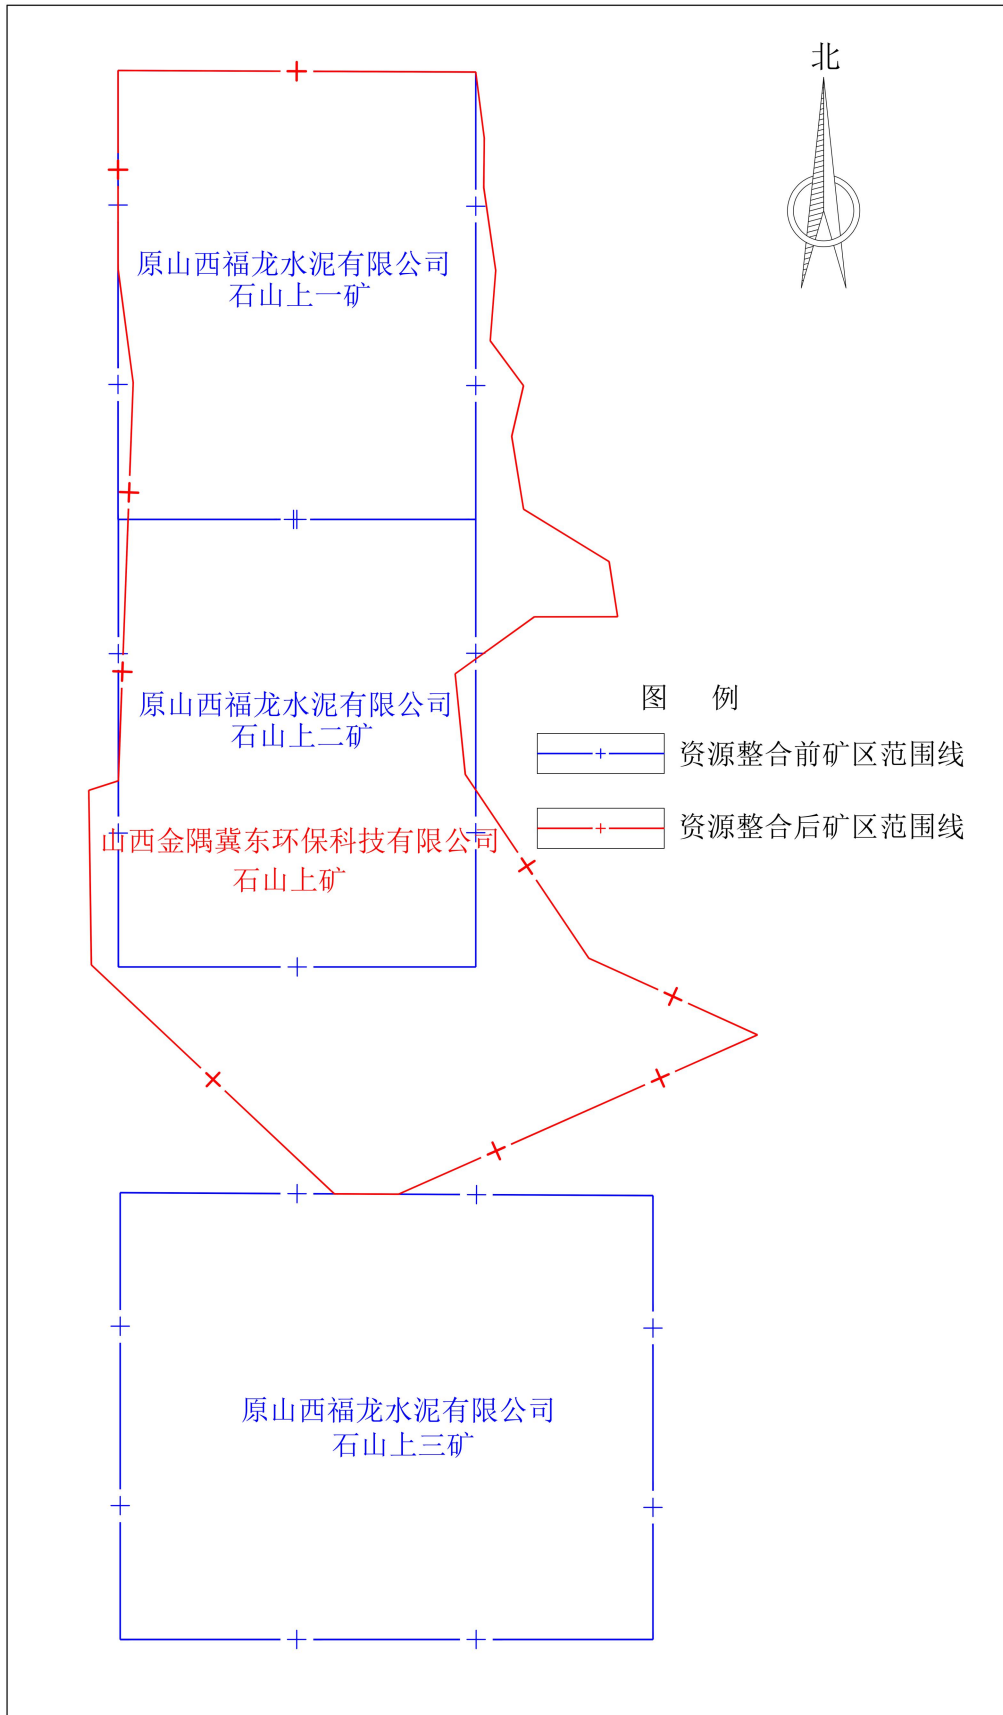 北
原山西福龙水泥有限公司
石山上一矿
原山西福龙水泥有限公司
石山上二矿
图 例
资源整合前矿区范围线
资源整合后矿区范围线
山西金隅冀东环保科技有限公司
石山上矿
原山西福龙水泥有限公司
石山上三矿